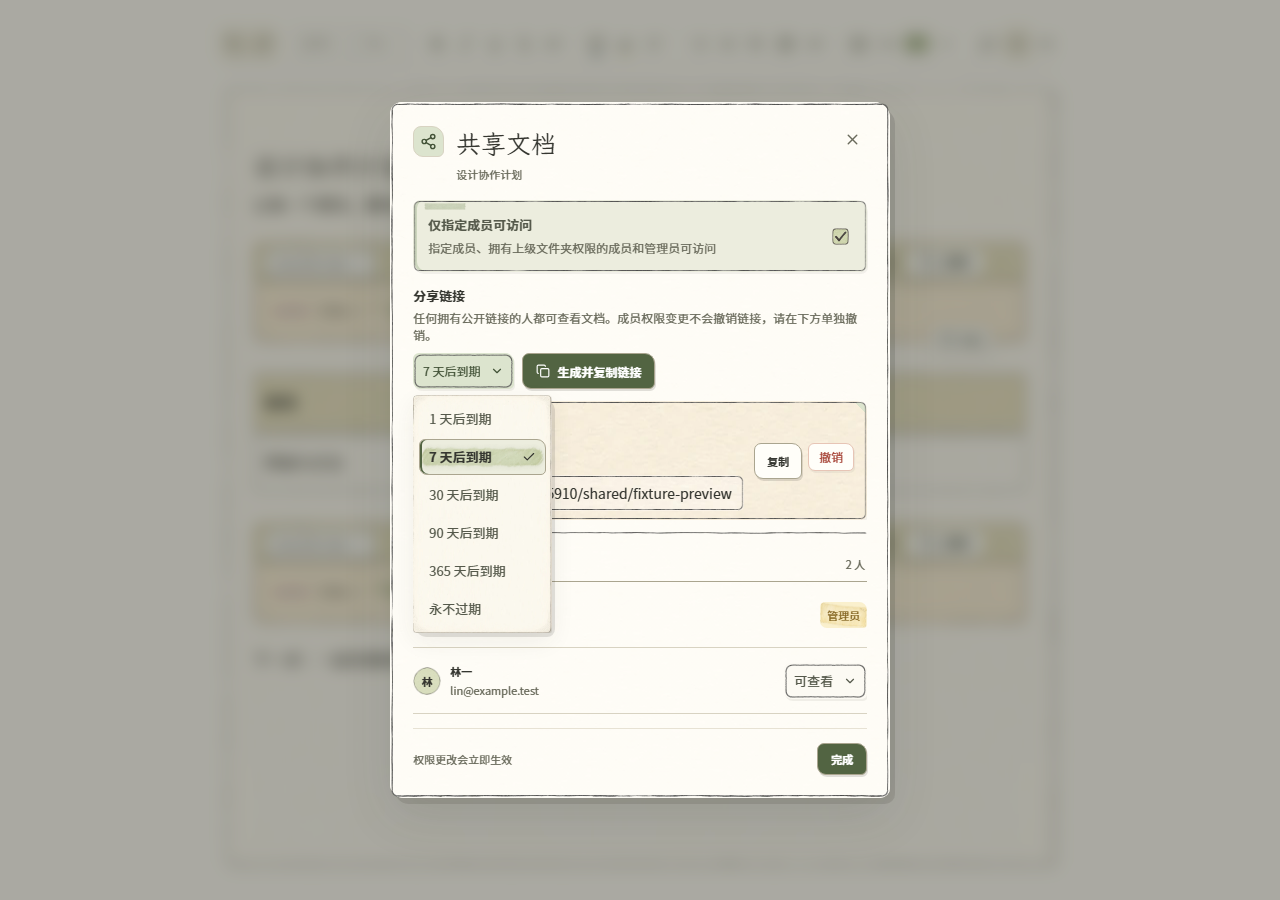 共享文档
设计协作计划
仅指定成员可访问
指定成员、拥有上级文件夹权限的成员和管理员可访问
分享链接
任何拥有公开链接的人都可查看文档。成员权限变更不会撤销链接，请在下方单独撤
销。
7 天后到期
生成并复制链接
1 天后到期
7 天后到期
30 天后到期
90 天后到期
365 天后到期
永不过期
复制
撤销
910/shared/fixture-preview
2 人
管理员
林
林一
lin@example.test
可查看
权限更改会立即生效
完成